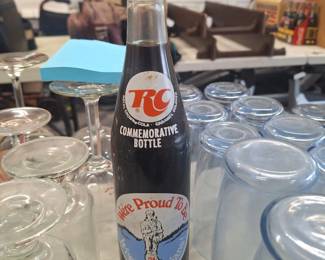 RC
COMMEMORATIVE
BOTTLE
We're Proud To be